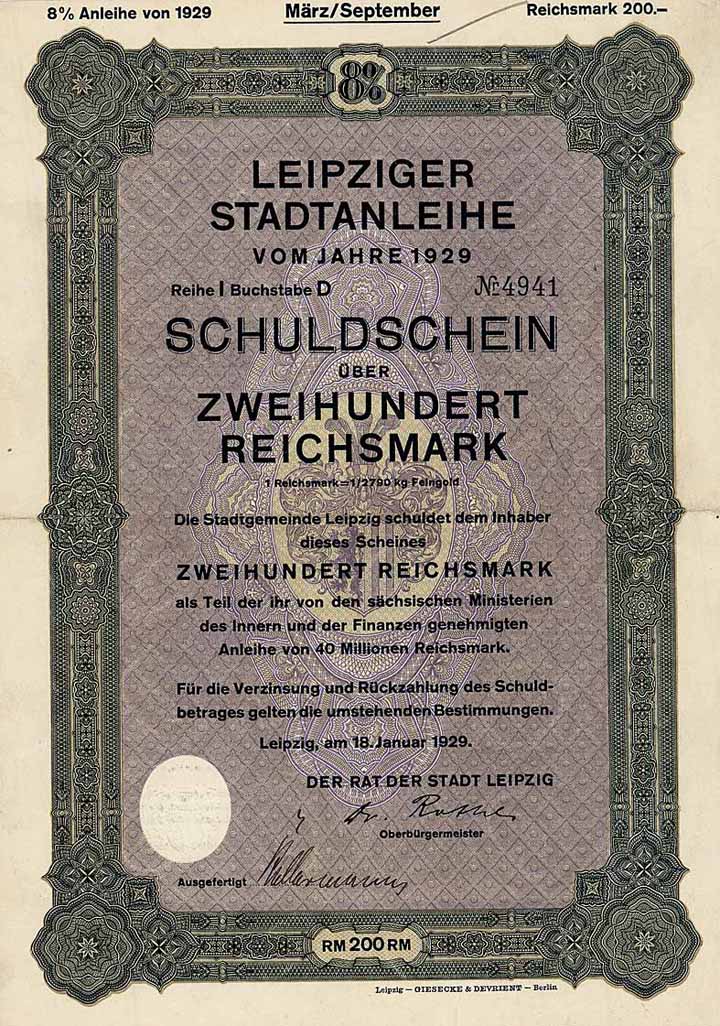 8% Anleihe von 1929 März/September Reichsmark 200.—
8%
LEIPZIGER
STADTANLEIHE
VOM JAHRE 1929
Reihe I Buchstabe D № 4941
SCHULDSCHEIN
ÜBER
ZWEIHUNDERT
REICHSMARK
1 Reichsmark=1/2790 kg Feingold
Die Stadtgemeinde Leipzig schuldet dem Inhaber
dieses Scheines
ZWEIHUNDERT REICHSMARK
als Teil der ihr von den sächsischen Ministerien
des Innern und der Finanzen genehmigten
Anleihe von 40 Millionen Reichsmark.
Für die Verzinsung und Rückzahlung des Schuld-
betrages gelten die umstehenden Bestimmungen.
Leipzig, am 18. Januar 1929.
DER RAT DER STADT LEIPZIG
Dr. Rothe
Oberbürgermeister
Ausgefertigt
RM 200 RM
Leipzig — GIESECKE & DEVRIENT — Berlin